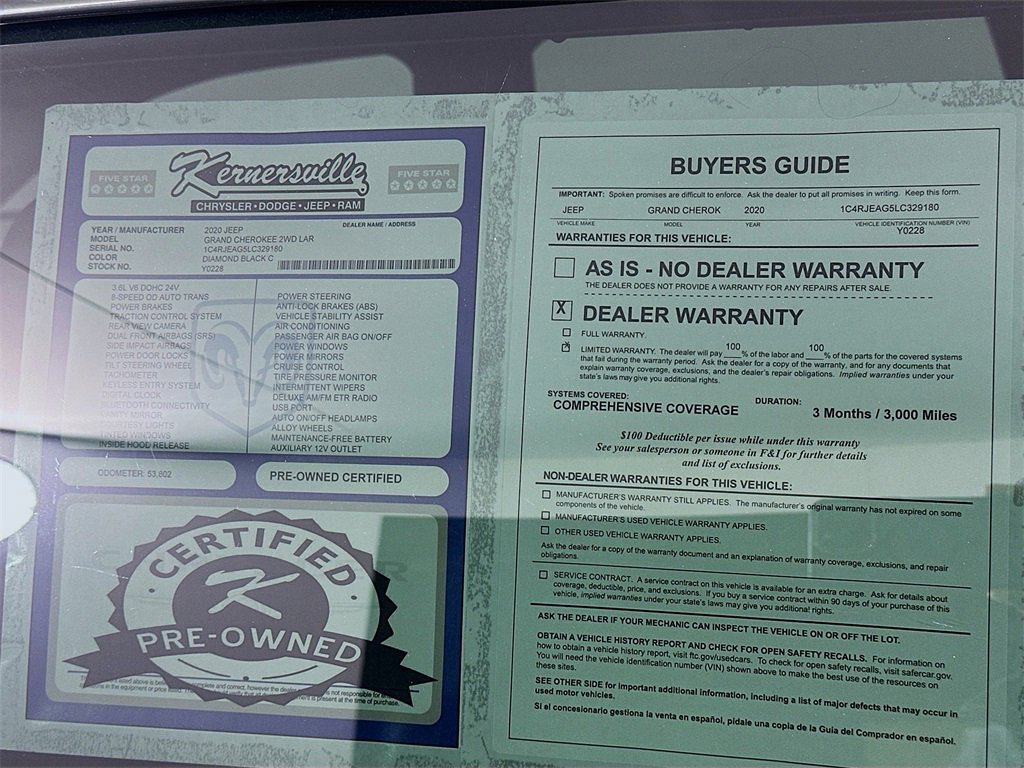 FIVE STAR
Kernersville
FIVE STAR
CHRYSLER • DODGE • JEEP • RAM
DEALER NAME / ADDRESS
YEAR / MANUFACTURER 2020 JEEP
MODEL GRAND CHEROKEE 2WD LAR
SERIAL NO. 1C4RJEAG5LC329180
COLOR DIAMOND BLACK C
STOCK NO. Y0228
3.6L V6 DOHC 24V
8-SPEED OD AUTO TRANS
POWER BRAKES
TRACTION CONTROL SYSTEM
REAR VIEW CAMERA
DUAL FRONT AIRBAGS (SRS)
SIDE IMPACT AIRBAGS
POWER DOOR LOCKS
TILT STEERING WHEEL
TACHOMETER
KEYLESS ENTRY SYSTEM
DIGITAL CLOCK
BLUETOOTH CONNECTIVITY
VANITY MIRROR
COURTESY LIGHTS
TINTED WINDOWS
INSIDE HOOD RELEASE
POWER STEERING
ANTI-LOCK BRAKES (ABS)
VEHICLE STABILITY ASSIST
AIR CONDITIONING
PASSENGER AIR BAG ON/OFF
POWER WINDOWS
POWER MIRRORS
CRUISE CONTROL
TIRE PRESSURE MONITOR
INTERMITTENT WIPERS
DELUXE AM/FM ETR RADIO
USB PORT
AUTO ON/OFF HEADLAMPS
ALLOY WHEELS
MAINTENANCE-FREE BATTERY
AUXILIARY 12V OUTLET
ODOMETER: 53,602
PRE-OWNED CERTIFIED
CERTIFIED
K
PRE-OWNED
BUYERS GUIDE
IMPORTANT: Spoken promises are difficult to enforce. Ask the dealer to put all promises in writing. Keep this form.
JEEP GRAND CHEROK 2020 1C4RJEAG5LC329180
VEHICLE MAKE MODEL YEAR VEHICLE IDENTIFICATION NUMBER (VIN)
Y0228
WARRANTIES FOR THIS VEHICLE:
AS IS - NO DEALER WARRANTY
THE DEALER DOES NOT PROVIDE A WARRANTY FOR ANY REPAIRS AFTER SALE.
X DEALER WARRANTY
FULL WARRANTY.
X LIMITED WARRANTY. The dealer will pay 100 % of the labor and 100 % of the parts for the covered systems
that fail during the warranty period. Ask the dealer for a copy of the warranty, and for any documents that
explain warranty coverage, exclusions, and the dealer's repair obligations. Implied warranties under your
state's laws may give you additional rights.
SYSTEMS COVERED: DURATION:
COMPREHENSIVE COVERAGE 3 Months / 3,000 Miles
$100 Deductible per issue while under this warranty
See your salesperson or someone in F&I for further details
and list of exclusions.
NON-DEALER WARRANTIES FOR THIS VEHICLE:
MANUFACTURER'S WARRANTY STILL APPLIES. The manufacturer's original warranty has not expired on some
components of the vehicle.
MANUFACTURER'S USED VEHICLE WARRANTY APPLIES.
OTHER USED VEHICLE WARRANTY APPLIES.
Ask the dealer for a copy of the warranty document and an explanation of warranty coverage, exclusions, and repair
obligations.
SERVICE CONTRACT. A service contract on this vehicle is available for an extra charge. Ask for details about
coverage, deductible, price, and exclusions. If you buy a service contract within 90 days of your purchase of this
vehicle, implied warranties under your state's laws may give you additional rights.
ASK THE DEALER IF YOUR MECHANIC CAN INSPECT THE VEHICLE ON OR OFF THE LOT.
OBTAIN A VEHICLE HISTORY REPORT AND CHECK FOR OPEN SAFETY RECALLS. For information on
how to obtain a vehicle history report, visit ftc.gov/usedcars. To check for open safety recalls, visit safercar.gov.
You will need the vehicle identification number (VIN) shown above to make the best use of the resources on
these sites.
SEE OTHER SIDE for important additional information, including a list of major defects that may occur in
used motor vehicles.
Si el concesionario gestiona la venta en español, pídale una copia de la Guía del Comprador en español.